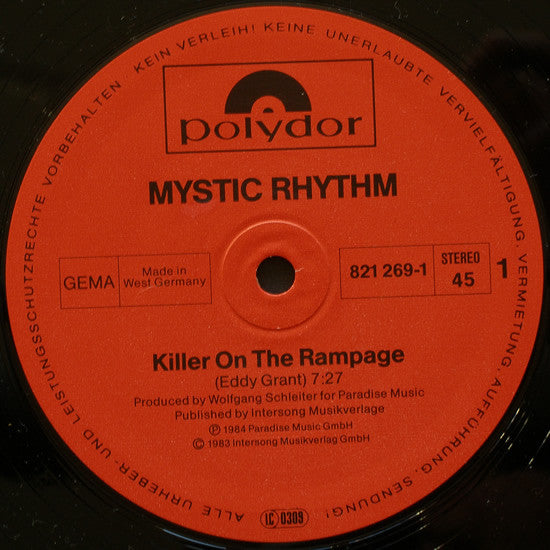 ALLE URHEBER- UND LEISTUNGSSCHUTZRECHTE VORBEHALTEN. KEIN VERLEIH! KEINE UNERLAUBTE VERVIELFÄLTIGUNG, VERMIETUNG, AUFFÜHRUNG, SENDUNG!
polydor
MYSTIC RHYTHM
GEMA
Made in
West Germany
821 269-1
STEREO
45
1
Killer On The Rampage
(Eddy Grant) 7:27
Produced by Wolfgang Schleiter for Paradise Music
Published by Intersong Musikverlage
Ⓟ 1984 Paradise Music GmbH
© 1983 Intersong Musikverlag GmbH
LC 0309